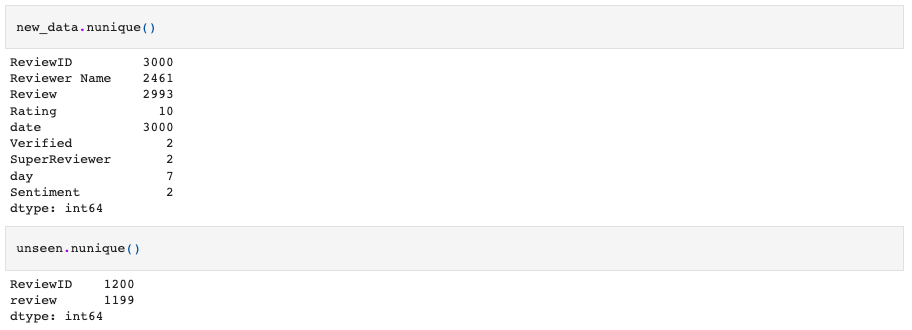 new_data.nunique()
ReviewID 3000
Reviewer Name 2461
Review 2993
Rating 10
date 3000
Verified 2
SuperReviewer 2
day 7
Sentiment 2
dtype: int64
unseen.nunique()
ReviewID 1200
review 1199
dtype: int64